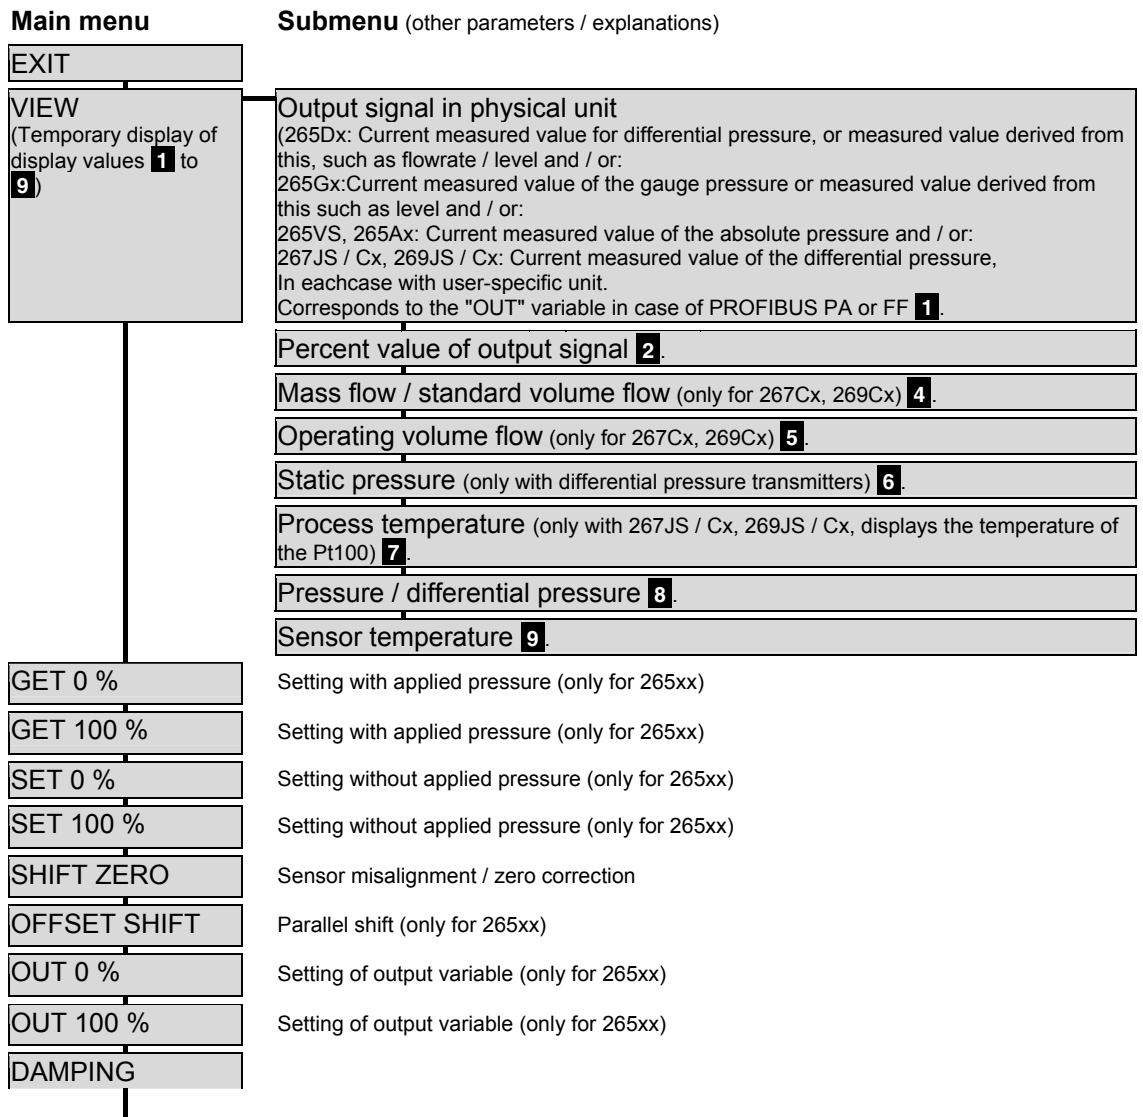 Main menu
Submenu (other parameters / explanations)
EXIT
VIEW
(Temporary display of
display values 1 to
9)
Output signal in physical unit
(265Dx: Current measured value for differential pressure, or measured value derived from
this, such as flowrate / level and / or:
265Gx:Current measured value of the gauge pressure or measured value derived from
this such as level and / or:
265VS, 265Ax: Current measured value of the absolute pressure and / or:
267JS / Cx, 269JS / Cx: Current measured value of the differential pressure,
In eachcase with user-specific unit.
Corresponds to the "OUT" variable in case of PROFIBUS PA or FF 1.
Percent value of output signal 2.
Mass flow / standard volume flow (only for 267Cx, 269Cx) 4.
Operating volume flow (only for 267Cx, 269Cx) 5.
Static pressure (only with differential pressure transmitters) 6.
Process temperature (only with 267JS / Cx, 269JS / Cx, displays the temperature of
the Pt100) 7.
Pressure / differential pressure 8.
Sensor temperature 9.
GET 0 %
Setting with applied pressure (only for 265xx)
GET 100 %
Setting with applied pressure (only for 265xx)
SET 0 %
Setting without applied pressure (only for 265xx)
SET 100 %
Setting without applied pressure (only for 265xx)
SHIFT ZERO
Sensor misalignment / zero correction
OFFSET SHIFT
Parallel shift (only for 265xx)
OUT 0 %
Setting of output variable (only for 265xx)
OUT 100 %
Setting of output variable (only for 265xx)
DAMPING